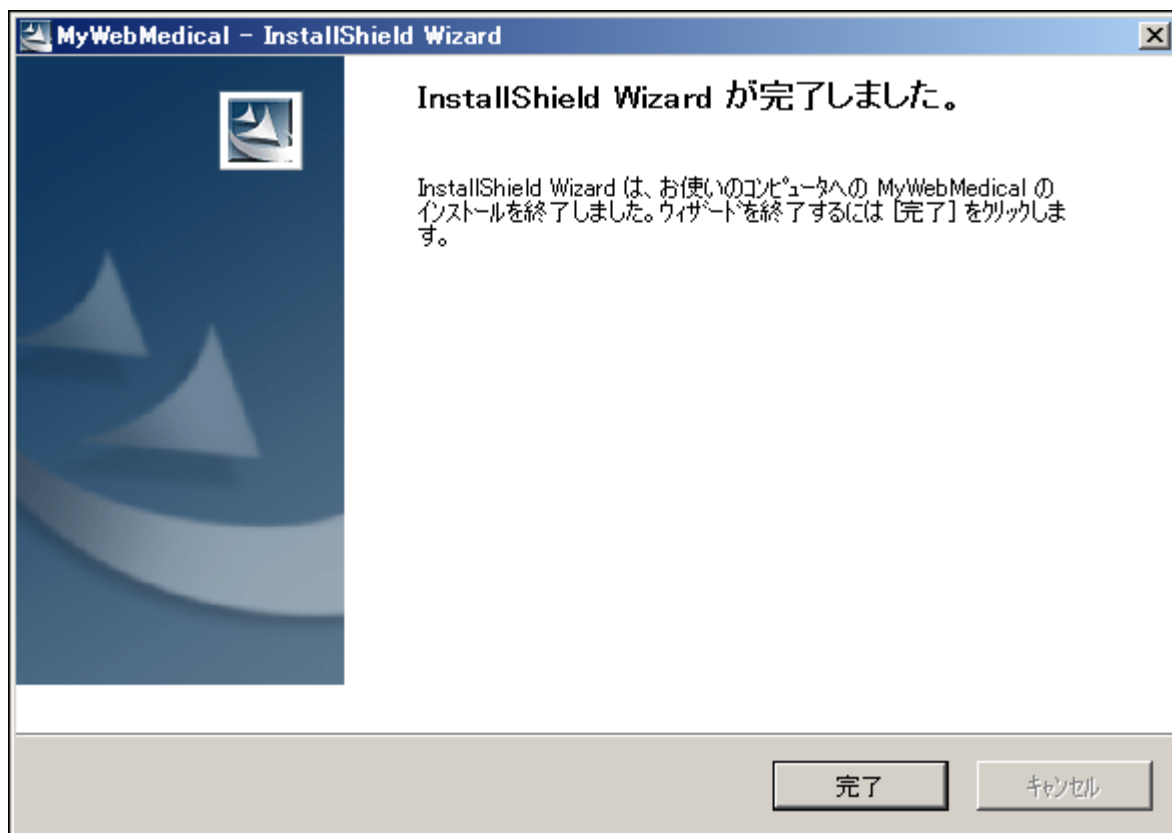 MyWebMedical - InstallShield Wizard
InstallShield Wizard が完了しました。
InstallShield Wizard は、お使いのｺﾝﾋﾟｭｰﾀへの MyWebMedical の
ｲﾝｽﾄｰﾙを終了しました。ｳｨｻﾞｰﾄﾞを終了するには [完了] をｸﾘｯｸしま
す。
完了
ｷｬﾝｾﾙ